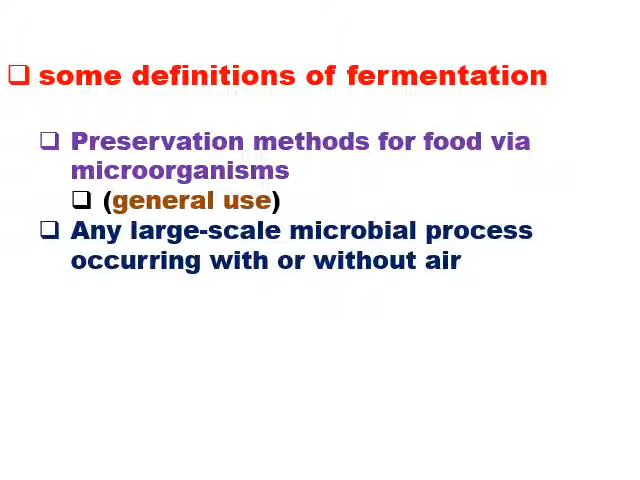 ❑ some definitions of fermentation
❑ Preservation methods for food via
microorganisms
❑ (general use)
❑ Any large-scale microbial process
occurring with or without air